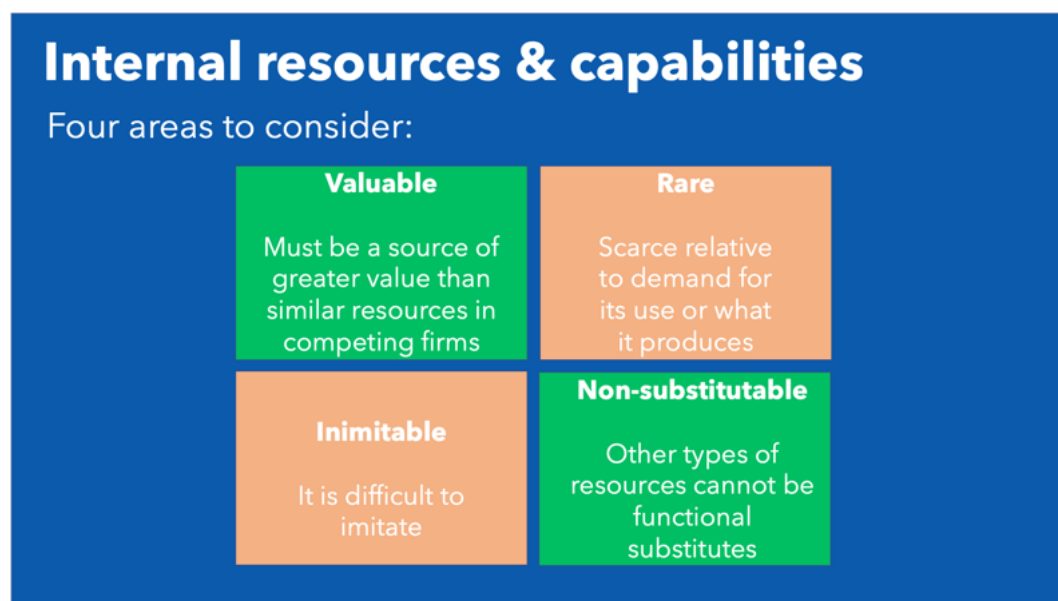 Internal resources & capabilities
Four areas to consider:
Valuable
Must be a source of
greater value than
similar resources in
competing firms
Rare
Scarce relative
to demand for
its use or what
it produces
Inimitable
It is difficult to
imitate
Non-substitutable
Other types of
resources cannot be
functional
substitutes